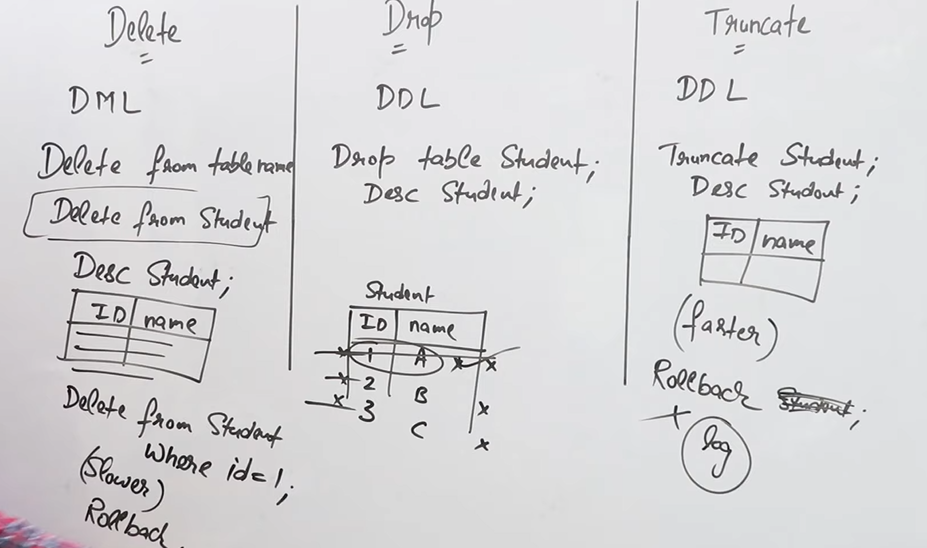 Delete
DML
Delete from tablename
Delete from Student
Desc Student;
ID name
Delete from Student
where id=1;
(Slower)
Rollback
Drop
DDL
Drop table Student;
Desc Student;
Student
ID name
1 A
2 B
3 C
Truncate
DDL
Truncate Student;
Desc Student;
ID name
(faster)
Rollback ;
log